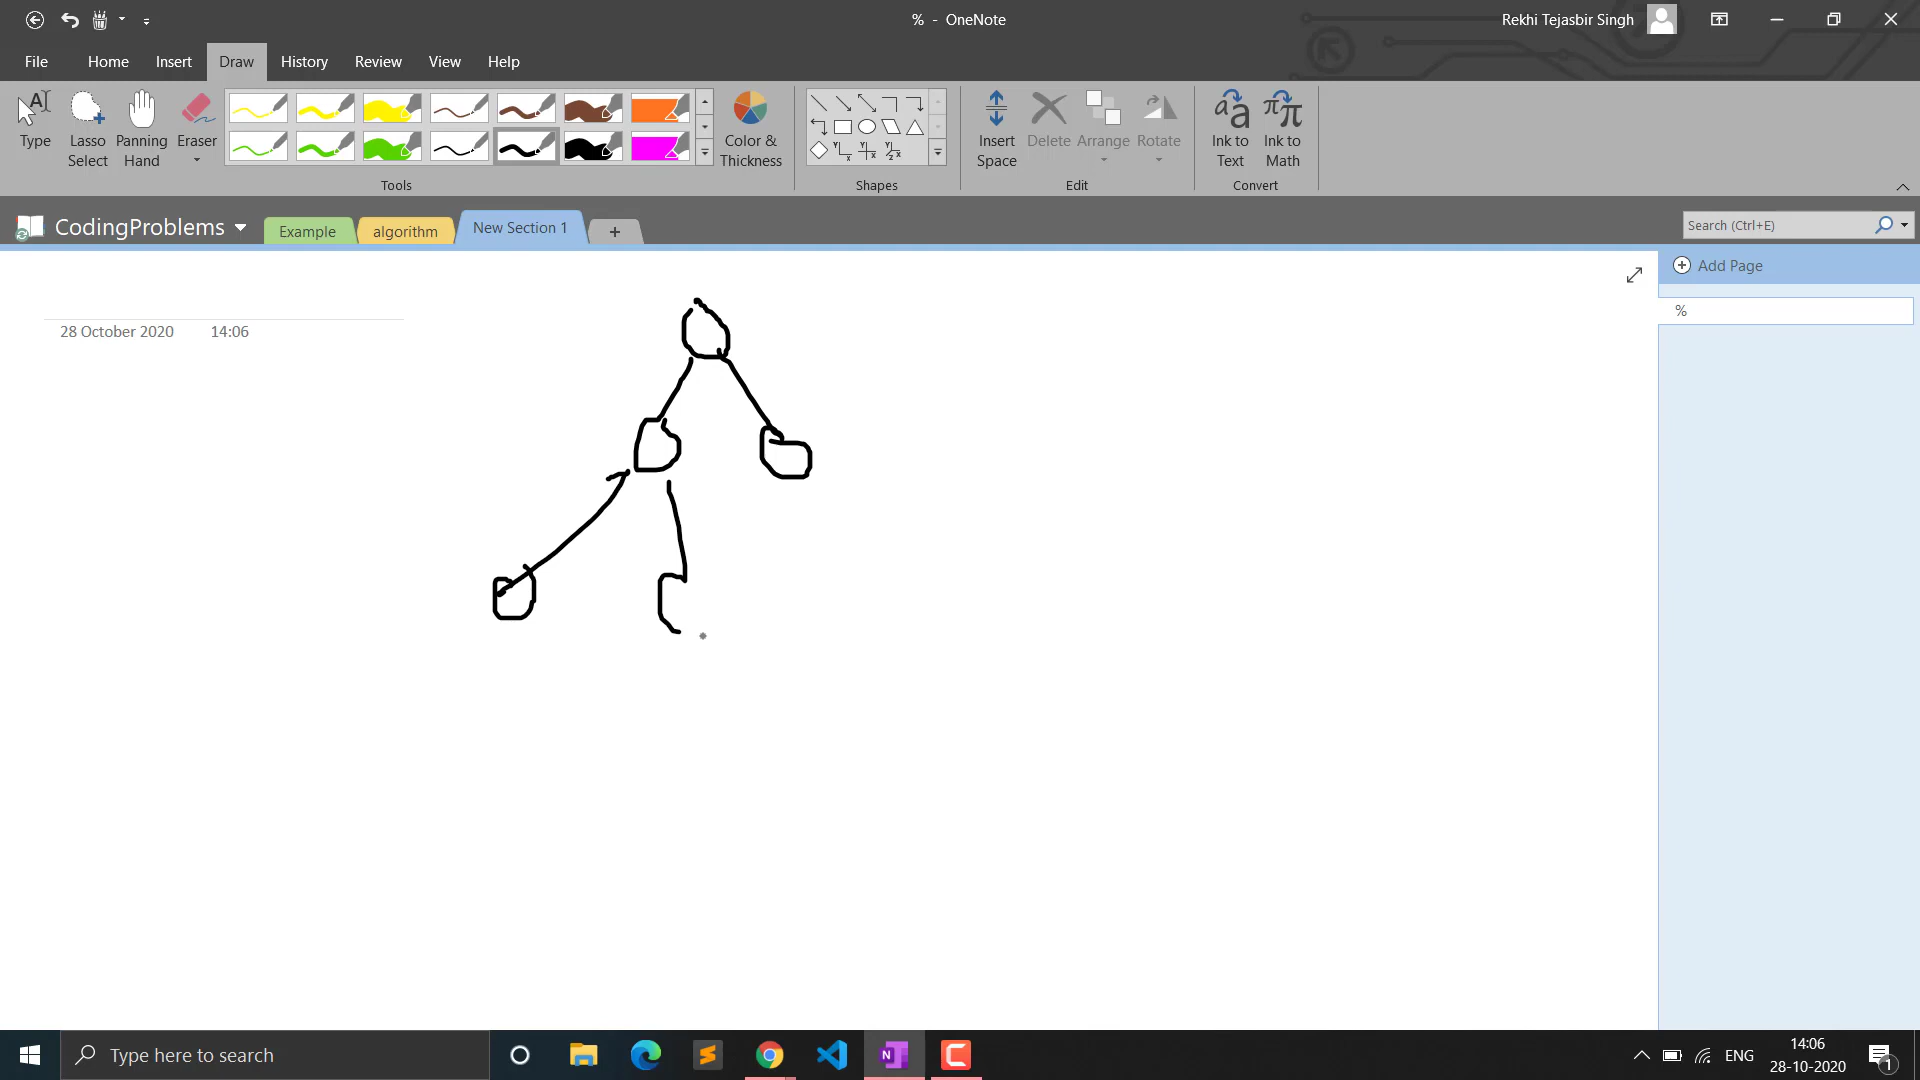 % - OneNote
Rekhi Tejasbir Singh
File Home Insert Draw History Review View Help
Type
Lasso Select
Panning Hand
Eraser
Color & Thickness
Insert Space
Delete
Arrange
Rotate
Ink to Text
Ink to Math
Tools
Shapes
Edit
Convert
CodingProblems
Example
algorithm
New Section 1
+
Search (Ctrl+E)
Add Page
%
28 October 2020 14:06
Type here to search
ENG
14:06
28-10-2020
1